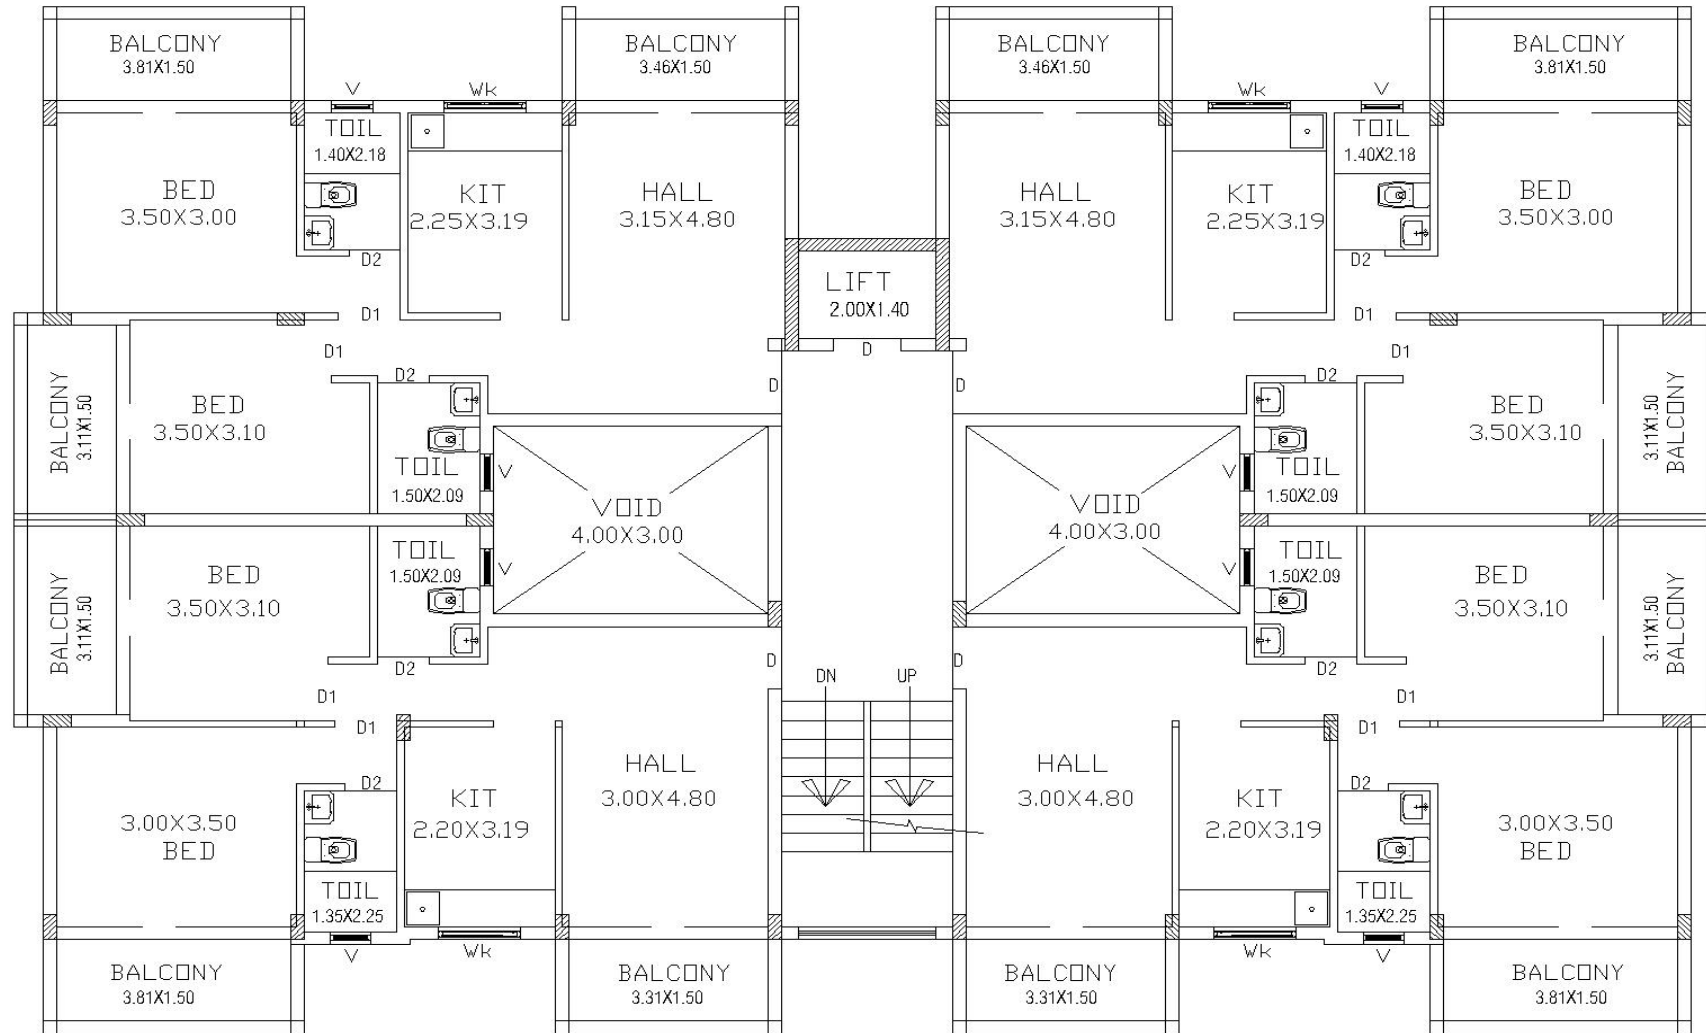 BALCONY
3.81X1.50
BALCONY
3.46X1.50
BALCONY
3.46X1.50
BALCONY
3.81X1.50
V
Wk
Wk
V
TOIL
1.40X2.18
TOIL
1.40X2.18
BED
3.50X3.00
KIT
2.25X3.19
HALL
3.15X4.80
HALL
3.15X4.80
KIT
2.25X3.19
BED
3.50X3.00
D2
D2
LIFT
2.00X1.40
D1
D1
D1
D
D1
D2
D
D
D2
BALCONY
3.11X1.50
BED
3.50X3.10
BED
3.50X3.10
3.11X1.50
BALCONY
TOIL
1.50X2.09
V
V
TOIL
1.50X2.09
VOID
4.00X3.00
VOID
4.00X3.00
TOIL
1.50X2.09
V
V
TOIL
1.50X2.09
BALCONY
3.11X1.50
BED
3.50X3.10
BED
3.50X3.10
3.11X1.50
BALCONY
D2
D
D
D2
DN
UP
D1
D1
D1
D1
HALL
3.00X4.80
HALL
3.00X4.80
D2
D2
KIT
2.20X3.19
KIT
2.20X3.19
3.00X3.50
BED
3.00X3.50
BED
TOIL
1.35X2.25
TOIL
1.35X2.25
V
Wk
Wk
V
BALCONY
3.81X1.50
BALCONY
3.31X1.50
BALCONY
3.31X1.50
BALCONY
3.81X1.50